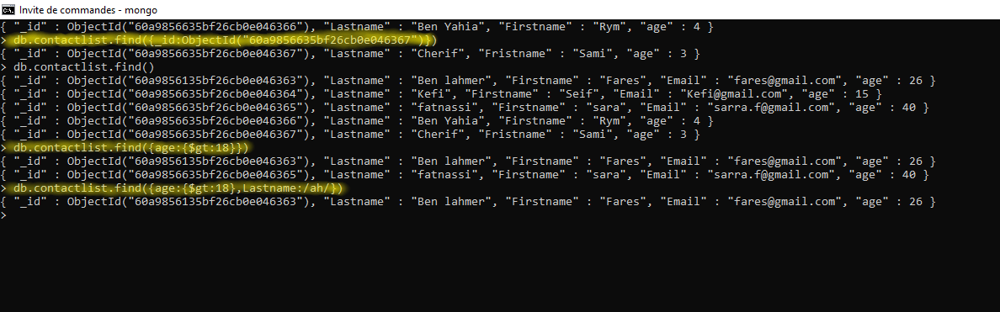 Invite de commandes - mongo
{ "_id" : ObjectId("60a9856635bf26cb0e046366"), "Lastname" : "Ben Yahia", "Firstname" : "Rym", "age" : 4 }
> db.contactlist.find({_id:ObjectId("60a9856635bf26cb0e046367")})
{ "_id" : ObjectId("60a9856635bf26cb0e046367"), "Lastname" : "Cherif", "Fristname" : "Sami", "age" : 3 }
> db.contactlist.find()
{ "_id" : ObjectId("60a9856135bf26cb0e046363"), "Lastname" : "Ben lahmer", "Firstname" : "Fares", "Email" : "fares@gmail.com", "age" : 26 }
{ "_id" : ObjectId("60a9856635bf26cb0e046364"), "Lastname" : "Kefi", "Firstname" : "Seif", "Email" : "Kefi@gmail.com", "age" : 15 }
{ "_id" : ObjectId("60a9856635bf26cb0e046365"), "Lastname" : "fatnassi", "Firstname" : "sara", "Email" : "sarra.f@gmail.com", "age" : 40 }
{ "_id" : ObjectId("60a9856635bf26cb0e046366"), "Lastname" : "Ben Yahia", "Firstname" : "Rym", "age" : 4 }
{ "_id" : ObjectId("60a9856635bf26cb0e046367"), "Lastname" : "Cherif", "Fristname" : "Sami", "age" : 3 }
> db.contactlist.find({age:{$gt:18}})
{ "_id" : ObjectId("60a9856135bf26cb0e046363"), "Lastname" : "Ben lahmer", "Firstname" : "Fares", "Email" : "fares@gmail.com", "age" : 26 }
{ "_id" : ObjectId("60a9856635bf26cb0e046365"), "Lastname" : "fatnassi", "Firstname" : "sara", "Email" : "sarra.f@gmail.com", "age" : 40 }
> db.contactlist.find({age:{$gt:18},Lastname:/ah/})
{ "_id" : ObjectId("60a9856135bf26cb0e046363"), "Lastname" : "Ben lahmer", "Firstname" : "Fares", "Email" : "fares@gmail.com", "age" : 26 }
>